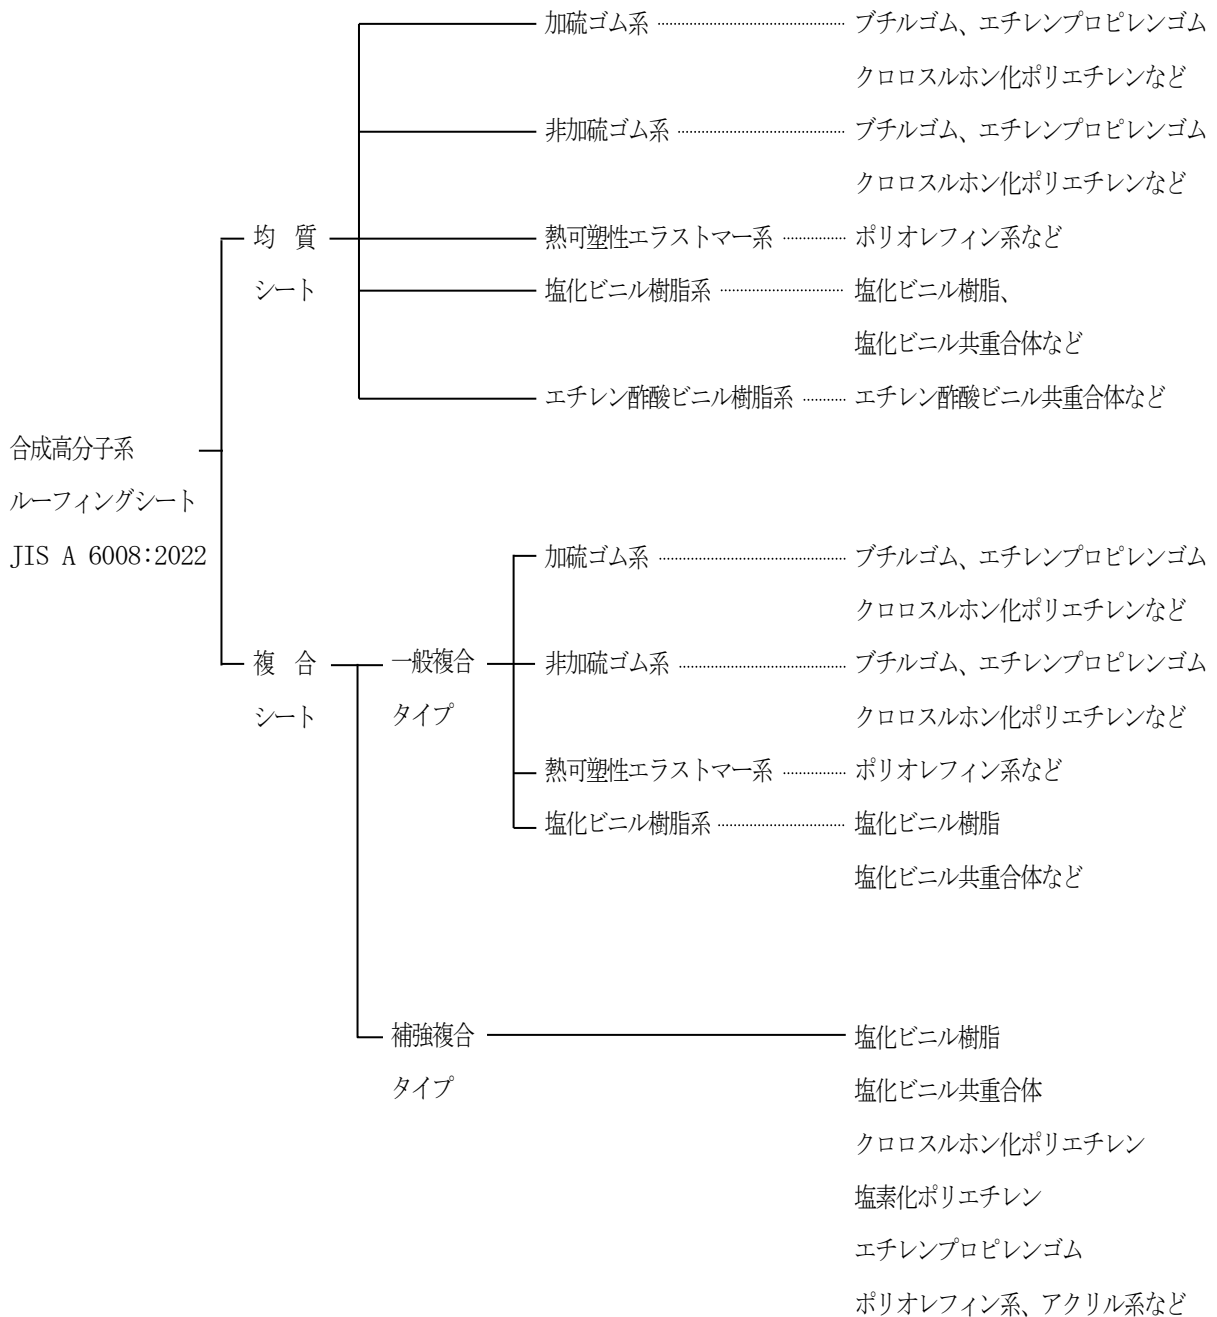 加硫ゴム系 ブチルゴム、エチレンプロピレンゴム
クロロスルホン化ポリエチレンなど
非加硫ゴム系 ブチルゴム、エチレンプロピレンゴム
クロロスルホン化ポリエチレンなど
均 質 熱可塑性エラストマー系 ポリオレフィン系など
シート 塩化ビニル樹脂系 塩化ビニル樹脂、
塩化ビニル共重合体など
エチレン酢酸ビニル樹脂系 エチレン酢酸ビニル共重合体など
合成高分子系
ルーフィングシート
JIS A 6008:2022 加硫ゴム系 ブチルゴム、エチレンプロピレンゴム
クロロスルホン化ポリエチレンなど
複 合 一般複合 非加硫ゴム系 ブチルゴム、エチレンプロピレンゴム
シート タイプ クロロスルホン化ポリエチレンなど
熱可塑性エラストマー系 ポリオレフィン系など
塩化ビニル樹脂系 塩化ビニル樹脂
塩化ビニル共重合体など
補強複合 塩化ビニル樹脂
タイプ 塩化ビニル共重合体
クロロスルホン化ポリエチレン
塩素化ポリエチレン
エチレンプロピレンゴム
ポリオレフィン系、アクリル系など